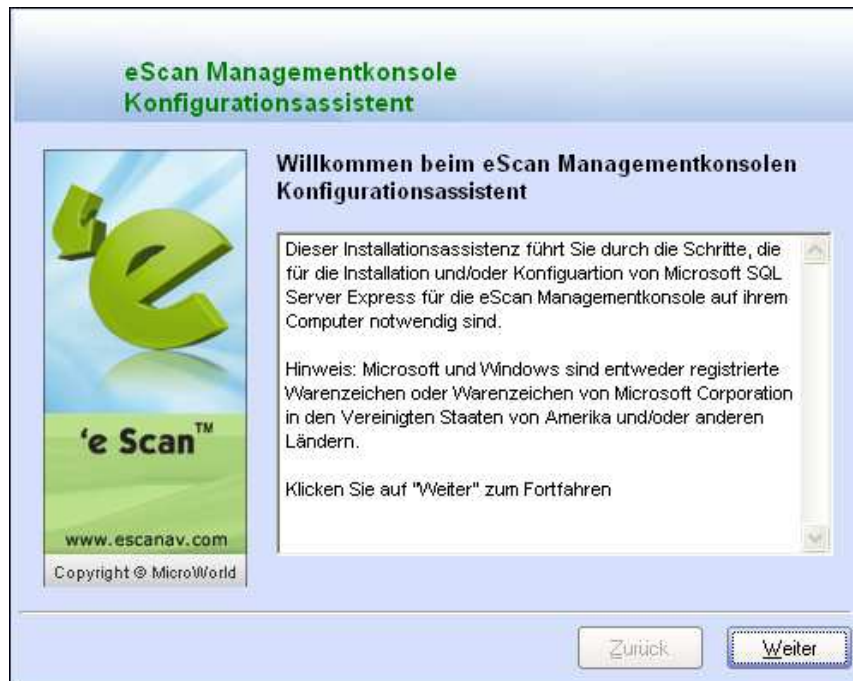 eScan Managementkonsole
Konfigurationsassistent
Willkommen beim eScan Managementkonsolen
Konfigurationsassistent
Dieser Installationsassistenz führt Sie durch die Schritte, die
für die Installation und/oder Konfiguartion von Microsoft SQL
Server Express für die eScan Managementkonsole auf ihrem
Computer notwendig sind.
Hinweis: Microsoft und Windows sind entweder registrierte
Warenzeichen oder Warenzeichen von Microsoft Corporation
in den Vereinigten Staaten von Amerika und/oder anderen
Ländern.
Klicken Sie auf "Weiter" zum Fortfahren
'e Scan™
www.escanav.com
Copyright © MicroWorld
Zurück
Weiter